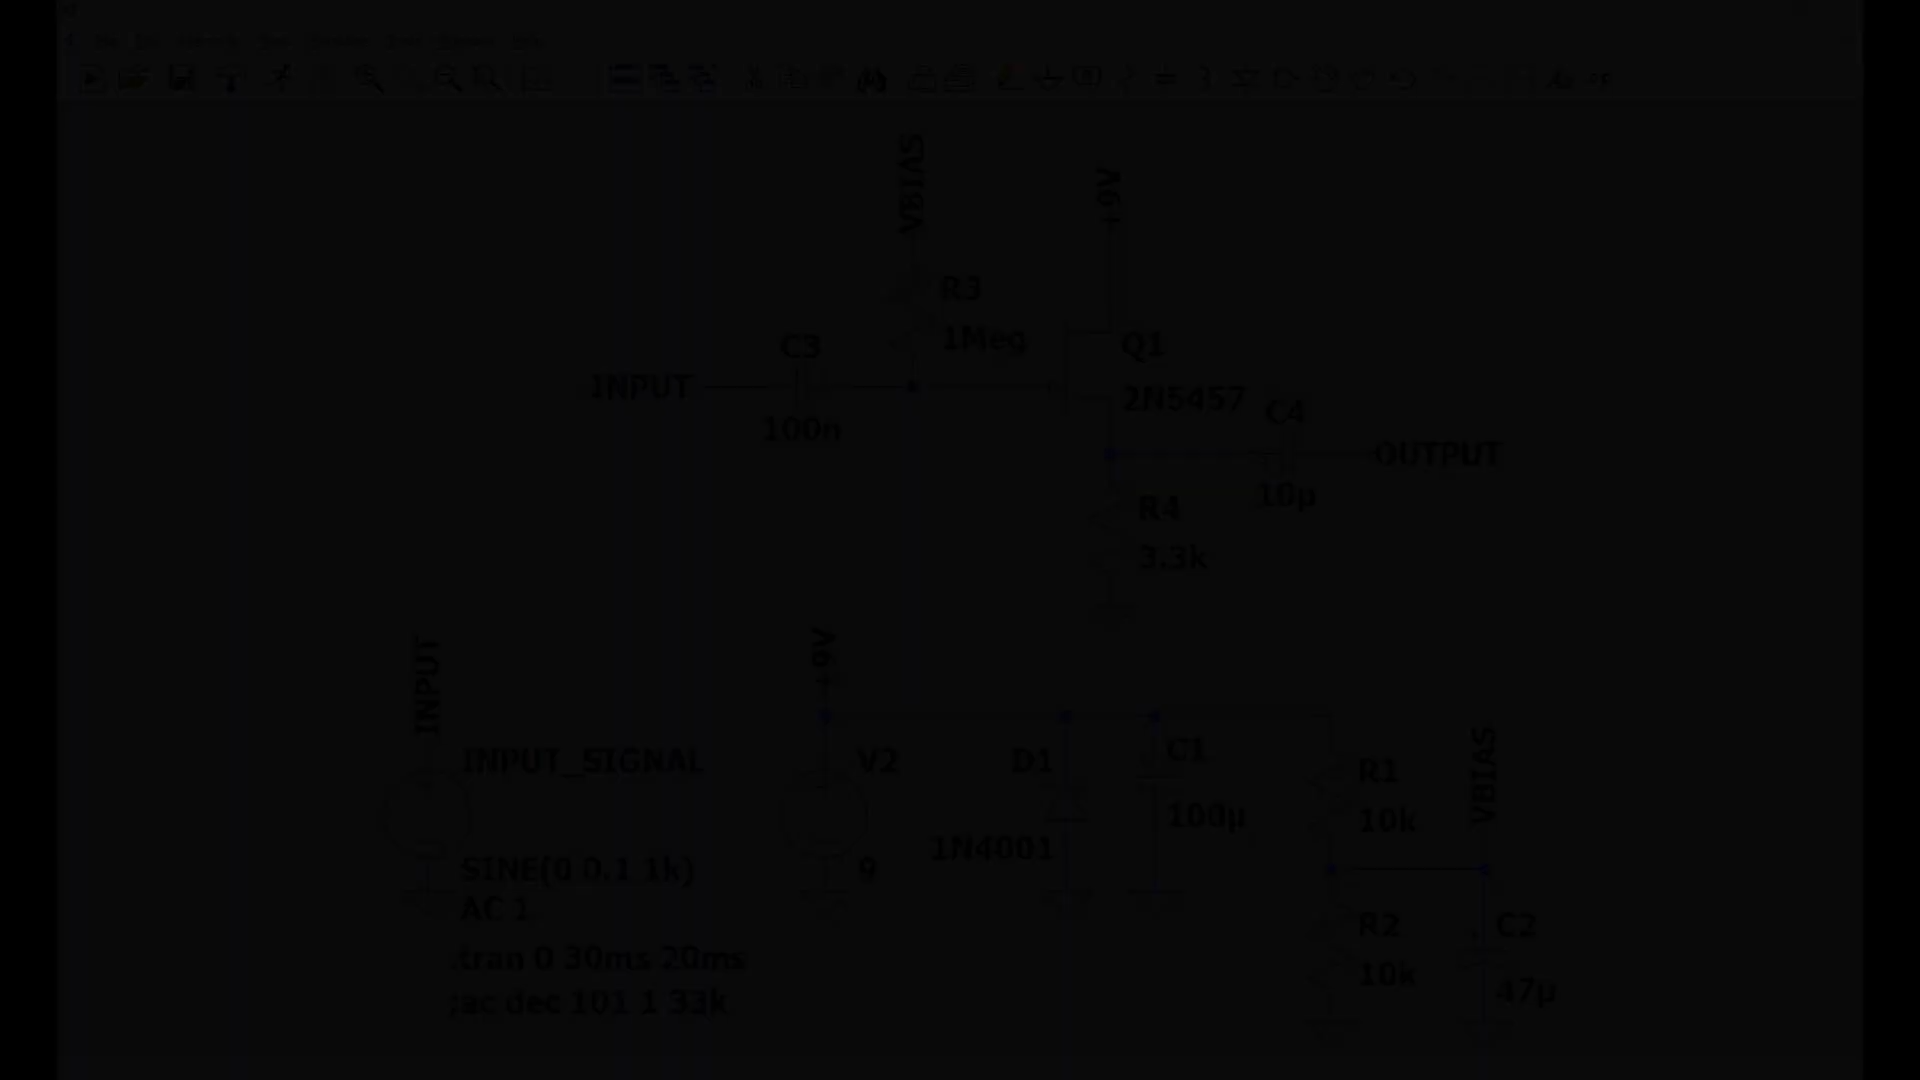 VBIAS
+9V
R3
1Meg
C3
Q1
INPUT
2N5457
C4
100n
OUTPUT
10µ
R4
3.3k
+9V
INPUT
VBIAS
INPUT_SIGNAL
V2
D1
C1
R1
100µ
10k
1N4001
SINE(0 0.1 1k)
9
AC 1
R2
C2
.tran 0 30ms 20ms
10k
47µ
;ac dec 101 1 33k